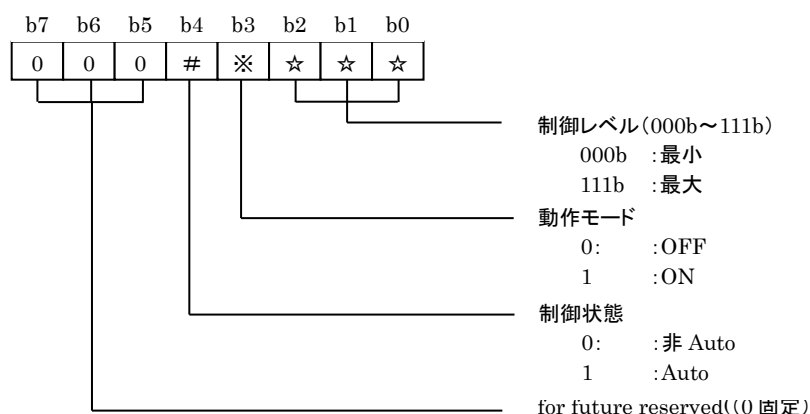 b7 b6 b5 b4 b3 b2 b1 b0
0 0 0 # ※ ☆ ☆ ☆
制御レベル(000b～111b)
000b :最小
111b :最大
動作モード
0: :OFF
1 :ON
制御状態
0: :非 Auto
1 :Auto
for future reserved((0 固定)